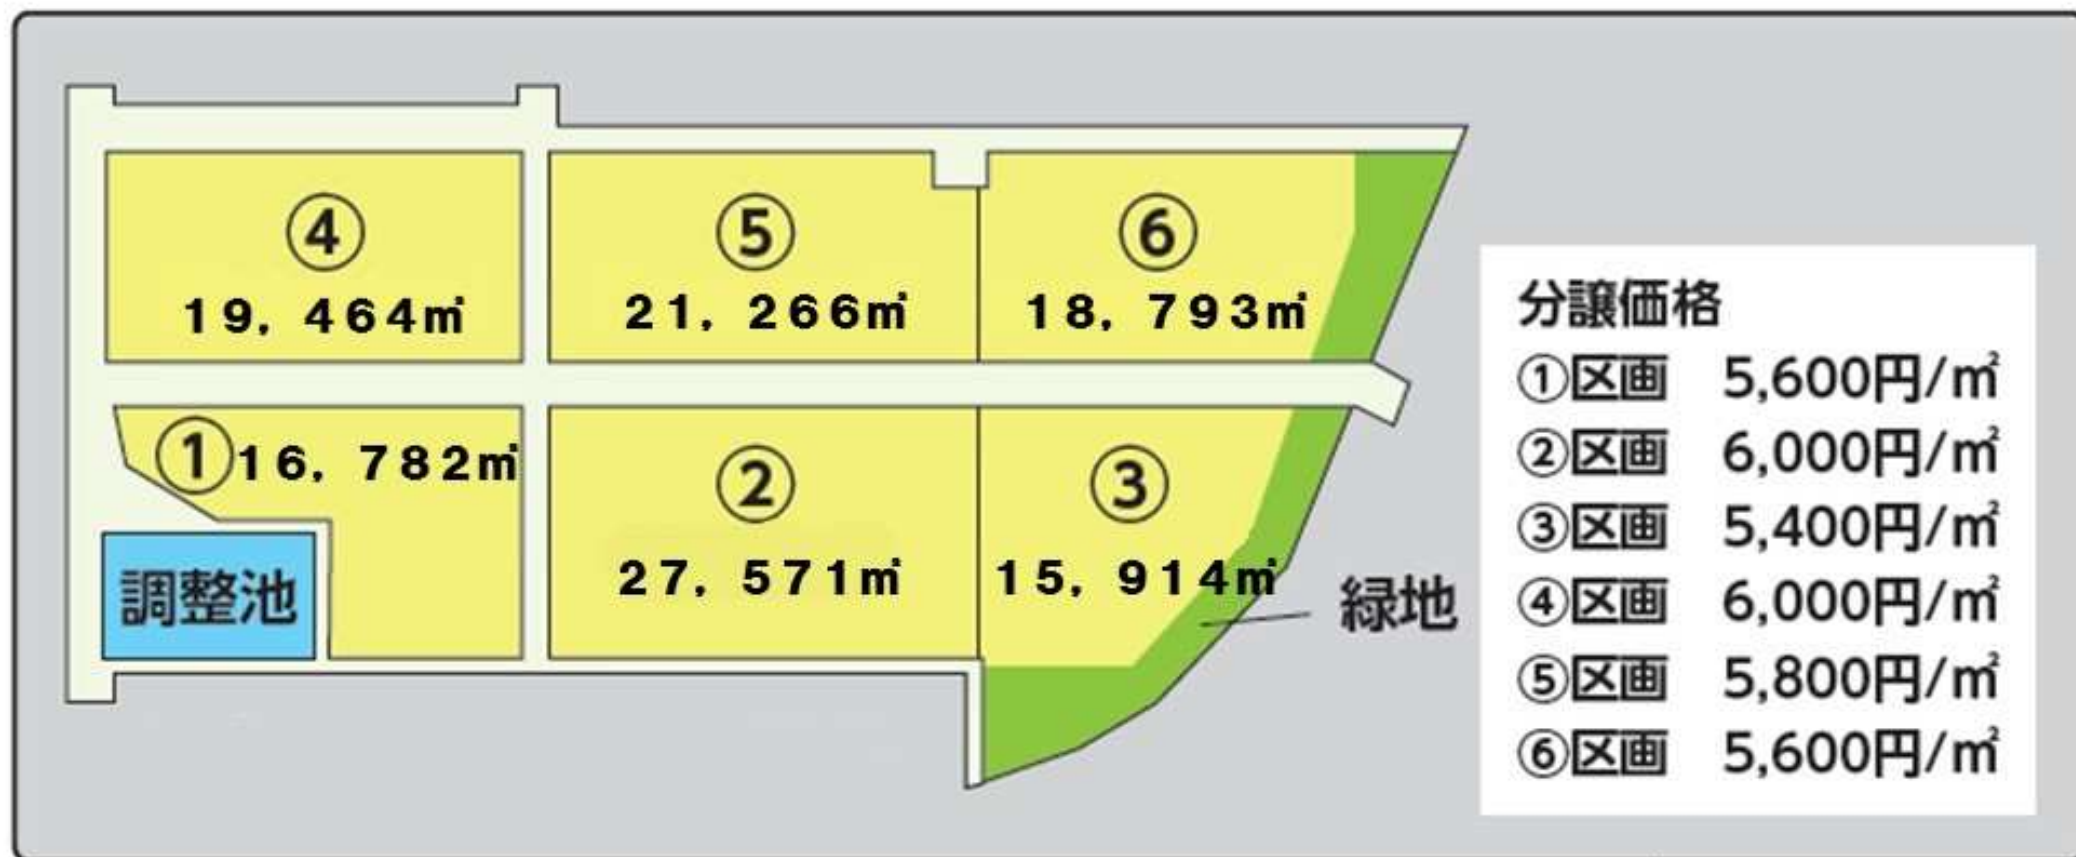 ④
19,464㎡
⑤
21,266㎡
⑥
18,793㎡
①16,782㎡
②
27,571㎡
③
15,914㎡
調整池
緑地
分譲価格
①区画 5,600円/㎡
②区画 6,000円/㎡
③区画 5,400円/㎡
④区画 6,000円/㎡
⑤区画 5,800円/㎡
⑥区画 5,600円/㎡